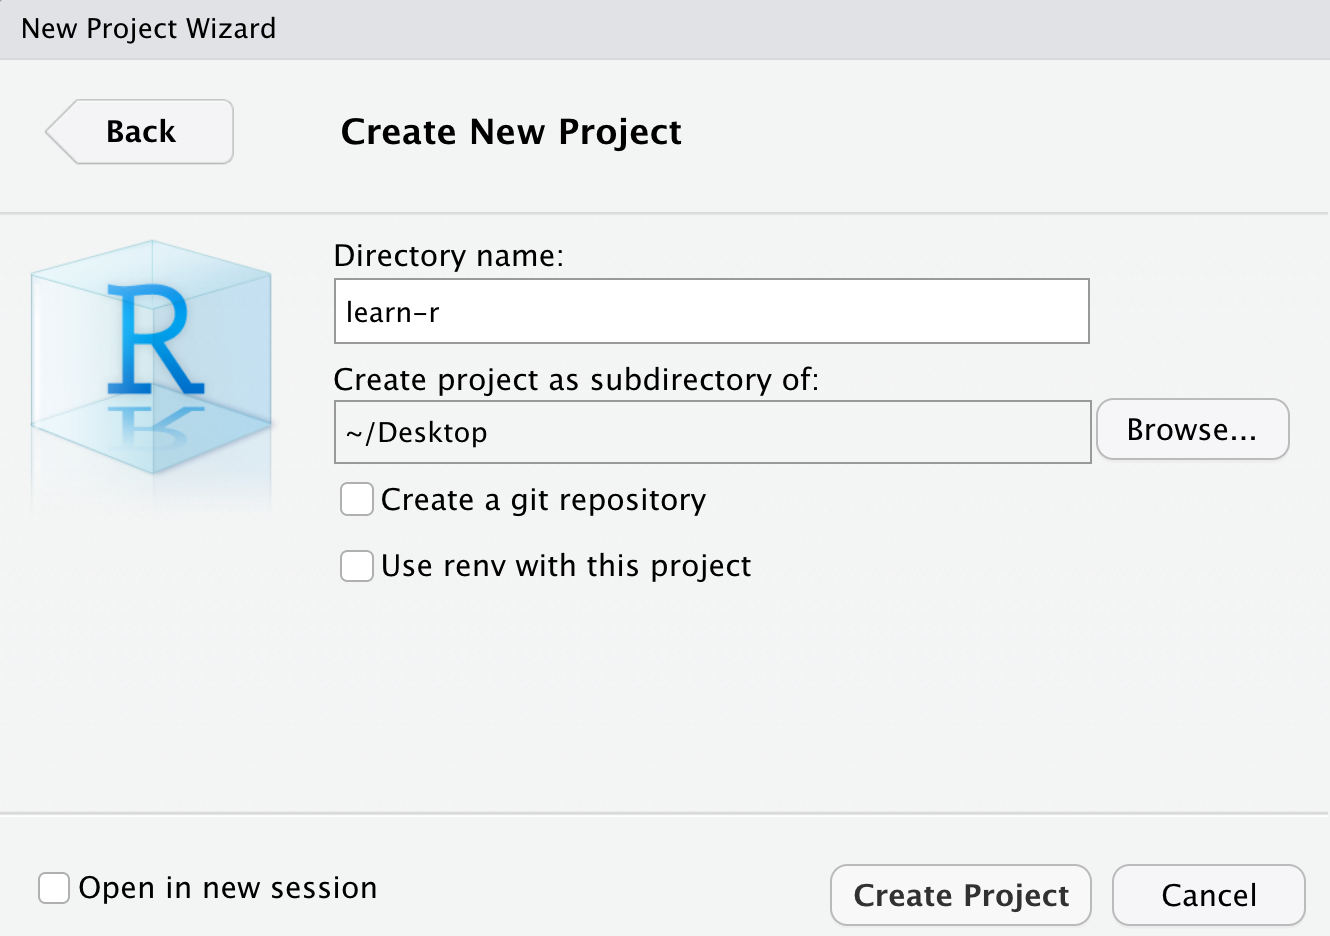 New Project Wizard
Back
Create New Project
R
Directory name:
learn-r
Create project as subdirectory of:
~/Desktop
Browse...
Create a git repository
Use renv with this project
Open in new session
Create Project
Cancel